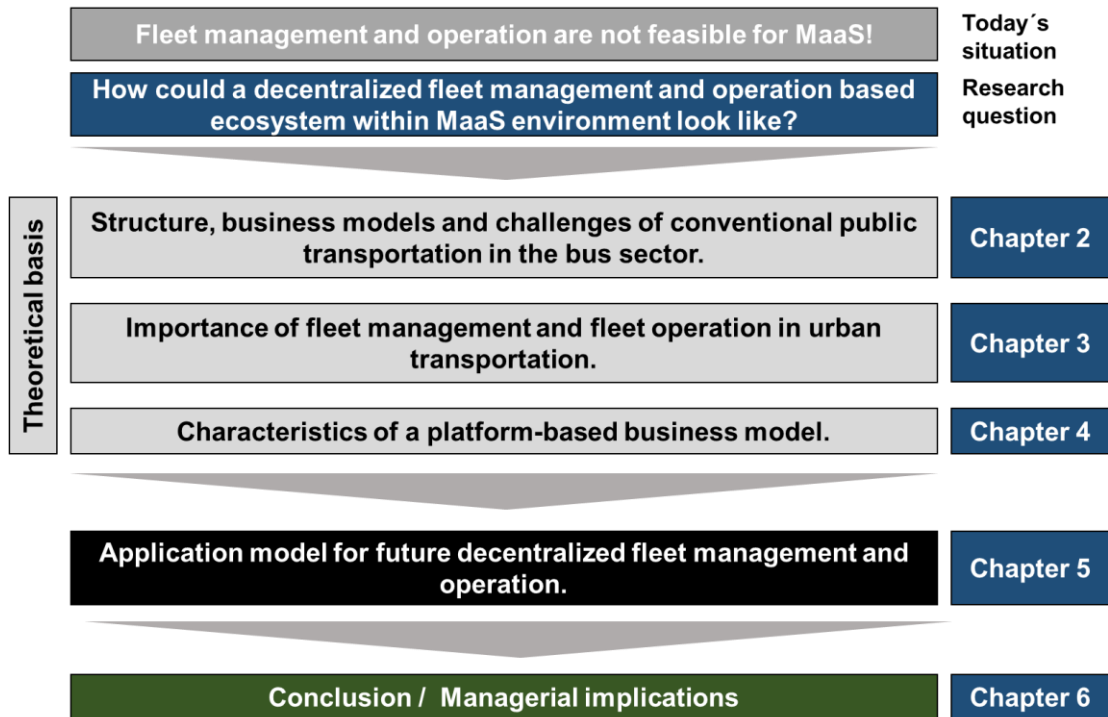 Fleet management and operation are not feasible for MaaS!
Today´s
situation
How could a decentralized fleet management and operation based
ecosystem within MaaS environment look like?
Research
question
Theoretical basis
Structure, business models and challenges of conventional public
transportation in the bus sector.
Chapter 2
Importance of fleet management and fleet operation in urban
transportation.
Chapter 3
Characteristics of a platform-based business model.
Chapter 4
Application model for future decentralized fleet management and
operation.
Chapter 5
Conclusion / Managerial implications
Chapter 6